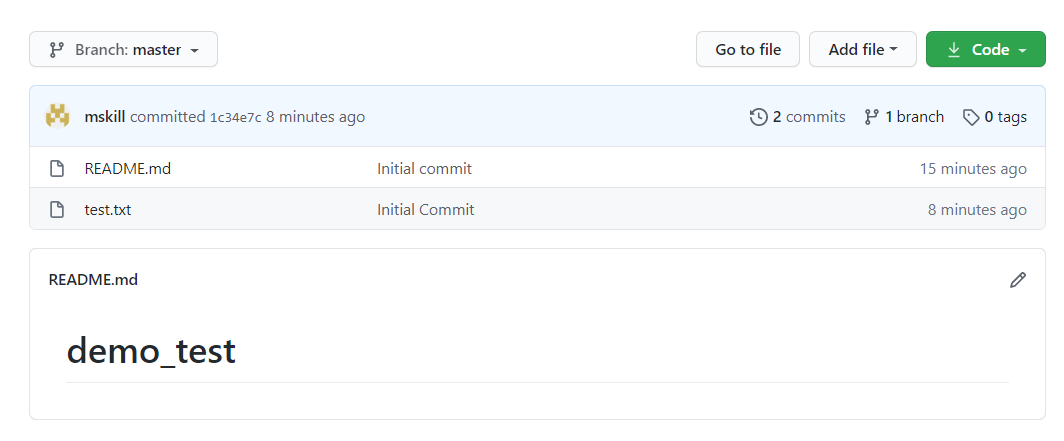 Branch: master Go to file Add file Code
mskill committed 1c34e7c 8 minutes ago 2 commits 1 branch 0 tags
README.md Initial commit 15 minutes ago
test.txt Initial Commit 8 minutes ago
README.md
demo_test